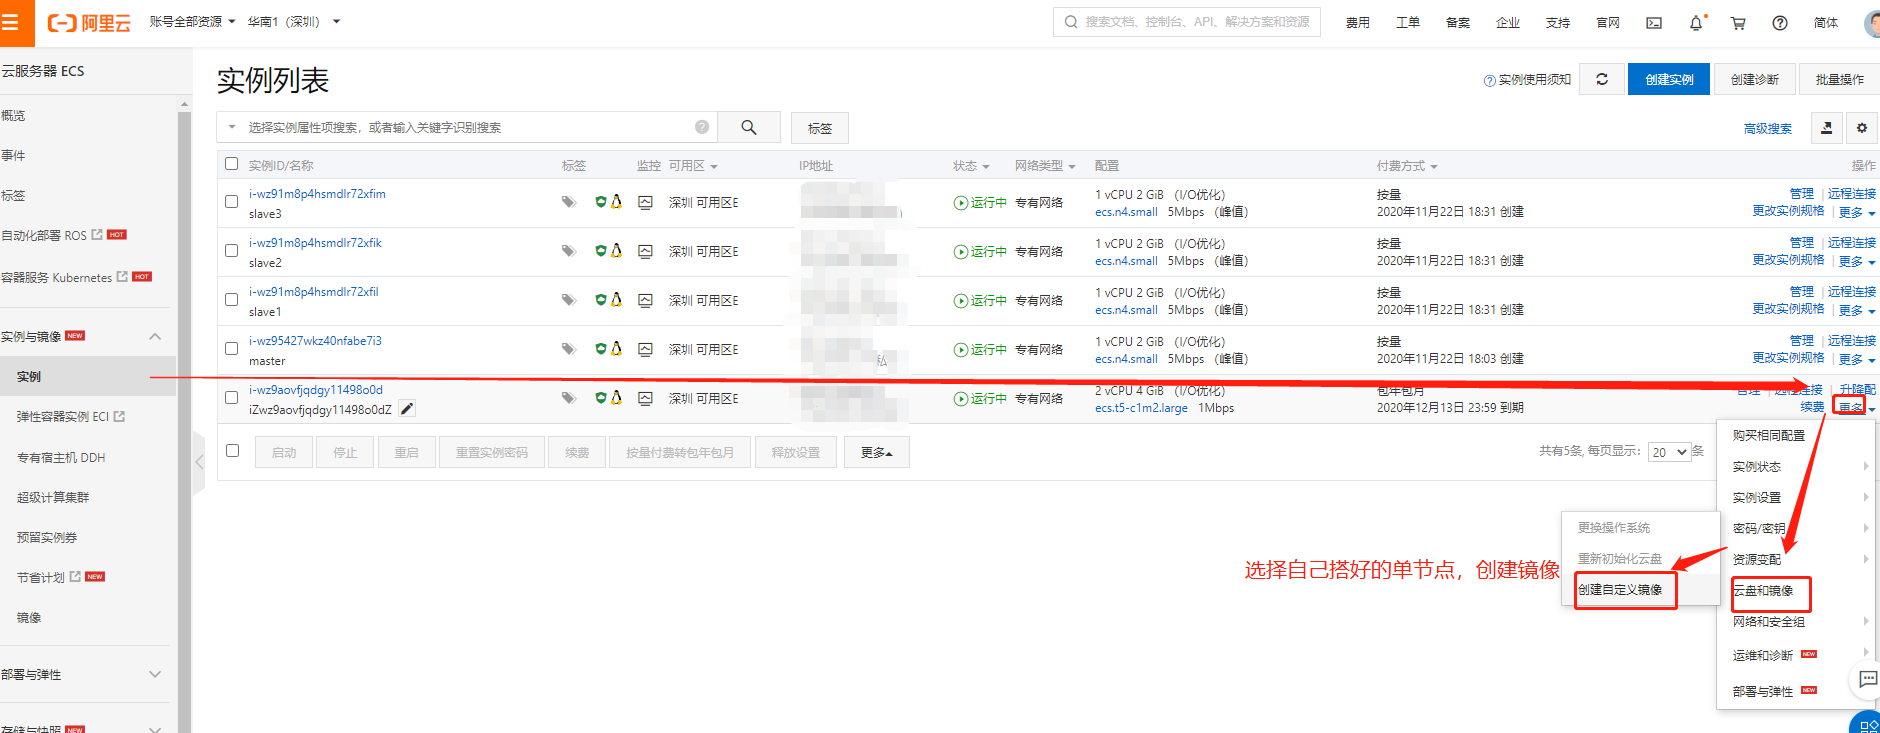 阿里云 账号全部资源 华南1（深圳） 搜索文档、控制台、API、解决方案和资源 费用 工单 备案 企业 支持 官网 简体
云服务器 ECS
概览
事件
标签
自动化部署 ROS HOT
容器服务 Kubernetes HOT
实例与镜像 NEW
实例
弹性容器实例 ECI
专有宿主机 DDH
超级计算集群
预留实例券
节省计划 NEW
镜像
部署与弹性
存储与快照 NEW
实例列表
实例使用须知 创建实例 创建诊断 批量操作
选择实例属性项搜索，或者输入关键字识别搜索 标签 高级搜索
实例ID/名称 标签 监控 可用区 IP地址 状态 网络类型 配置 付费方式 操作
i-wz91m8p4hsmdlr72xfim 1 vCPU 2 GiB （I/O优化） 按量 管理 | 远程连接
slave3 深圳 可用区E 运行中 专有网络 ecs.n4.small 5Mbps （峰值） 2020年11月22日 18:31 创建 更改实例规格 | 更多
i-wz91m8p4hsmdlr72xfik 1 vCPU 2 GiB （I/O优化） 按量 管理 | 远程连接
slave2 深圳 可用区E 运行中 专有网络 ecs.n4.small 5Mbps （峰值） 2020年11月22日 18:31 创建 更改实例规格 | 更多
i-wz91m8p4hsmdlr72xfil 1 vCPU 2 GiB （I/O优化） 按量 管理 | 远程连接
slave1 深圳 可用区E 运行中 专有网络 ecs.n4.small 5Mbps （峰值） 2020年11月22日 18:31 创建 更改实例规格 | 更多
i-wz95427wkz40nfabe7i3 1 vCPU 2 GiB （I/O优化） 按量 管理 | 远程连接
master 深圳 可用区E 私 运行中 专有网络 ecs.n4.small 5Mbps （峰值） 2020年11月22日 18:03 创建 更改实例规格 | 更多
i-wz9aovfjqdgy11498o0d 2 vCPU 4 GiB （I/O优化） 包年包月 管理 | 远程连接 | 升降配
iZwz9aovfjqdgy11498o0dZ 深圳 可用区E 运行中 专有网络 ecs.t5-c1m2.large 1Mbps 2020年12月13日 23:59 到期 续费 更多
启动 停止 重启 重置实例密码 续费 按量付费转包年包月 释放设置 更多 共有5条, 每页显示: 20 条
购买相同配置
实例状态
实例设置
密码/密钥
资源变配
云盘和镜像
网络和安全组
运维和诊断 NEW
部署与弹性 NEW
更换操作系统
重新初始化云盘
创建自定义镜像
选择自己搭好的单节点，创建镜像